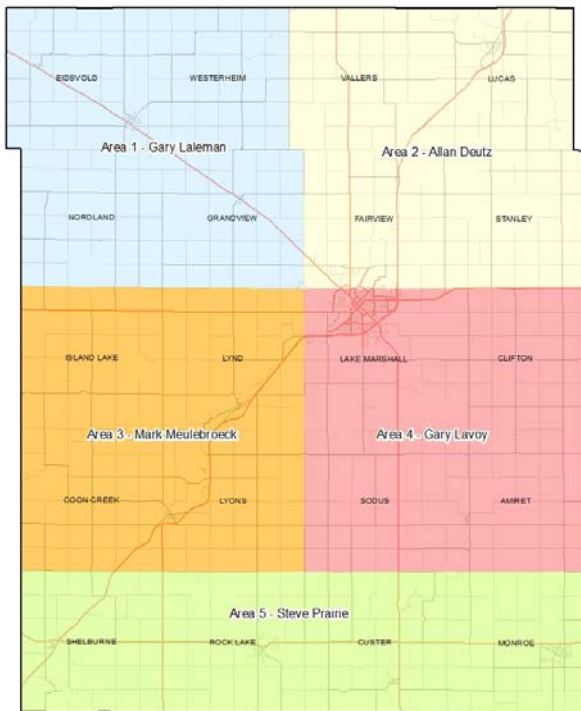 EIDSVOLD
WESTERHEIM
VALLERS
LUCAS
Area 1 - Gary Laleman
Area 2 - Allan Deutz
NORDLAND
GRANDVIEW
FAIRVIEW
STANLEY
ISLAND LAKE
LYND
LAKE MARSHALL
CLIFTON
Area 3 - Mark Meulebroeck
Area 4 - Gary Lavoy
COON CREEK
LYONS
SODUS
AMIRET
Area 5 - Steve Prairie
SHELBURNE
ROCK LAKE
CUSTER
MONROE